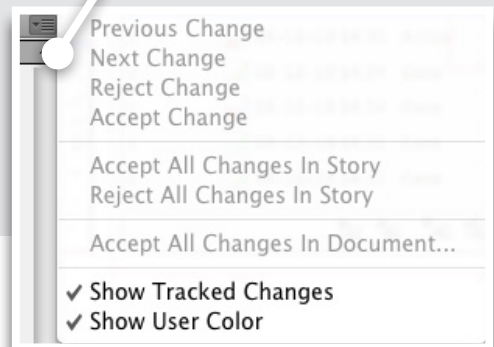 Previous Change
Next Change
Reject Change
Accept Change
Accept All Changes In Story
Reject All Changes In Story
Accept All Changes In Document...
✓ Show Tracked Changes
✓ Show User Color